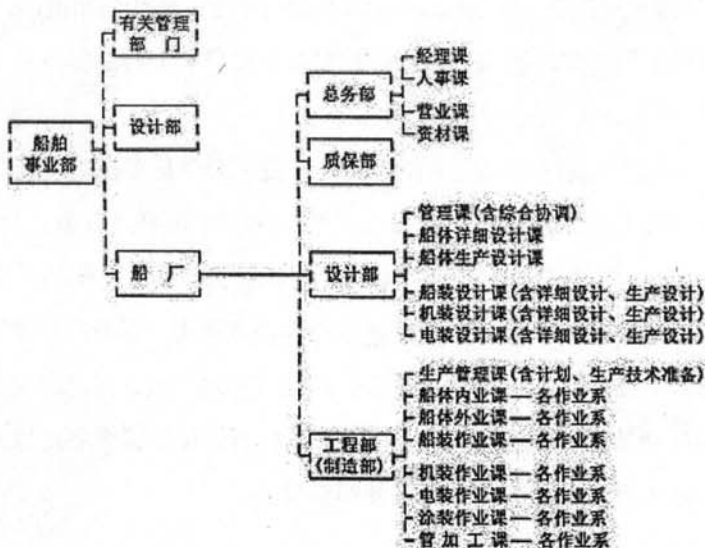 有关管理
部 门
设计部
船舶
事业部
船 厂
总务部
经理课
人事课
营业课
资材课
质保部
设计部
管理课(含综合协调)
船体详细设计课
船体生产设计课
船装设计课(含详细设计、生产设计)
机装设计课(含详细设计、生产设计)
电装设计课(含详细设计、生产设计)
工程部
(制造部)
生产管理课(含计划、生产技术准备)
船体内业课—各作业系
船体外业课—各作业系
船装作业课—各作业系
机装作业课—各作业系
电装作业课—各作业系
涂装作业课—各作业系
管 加 工 课—各作业系